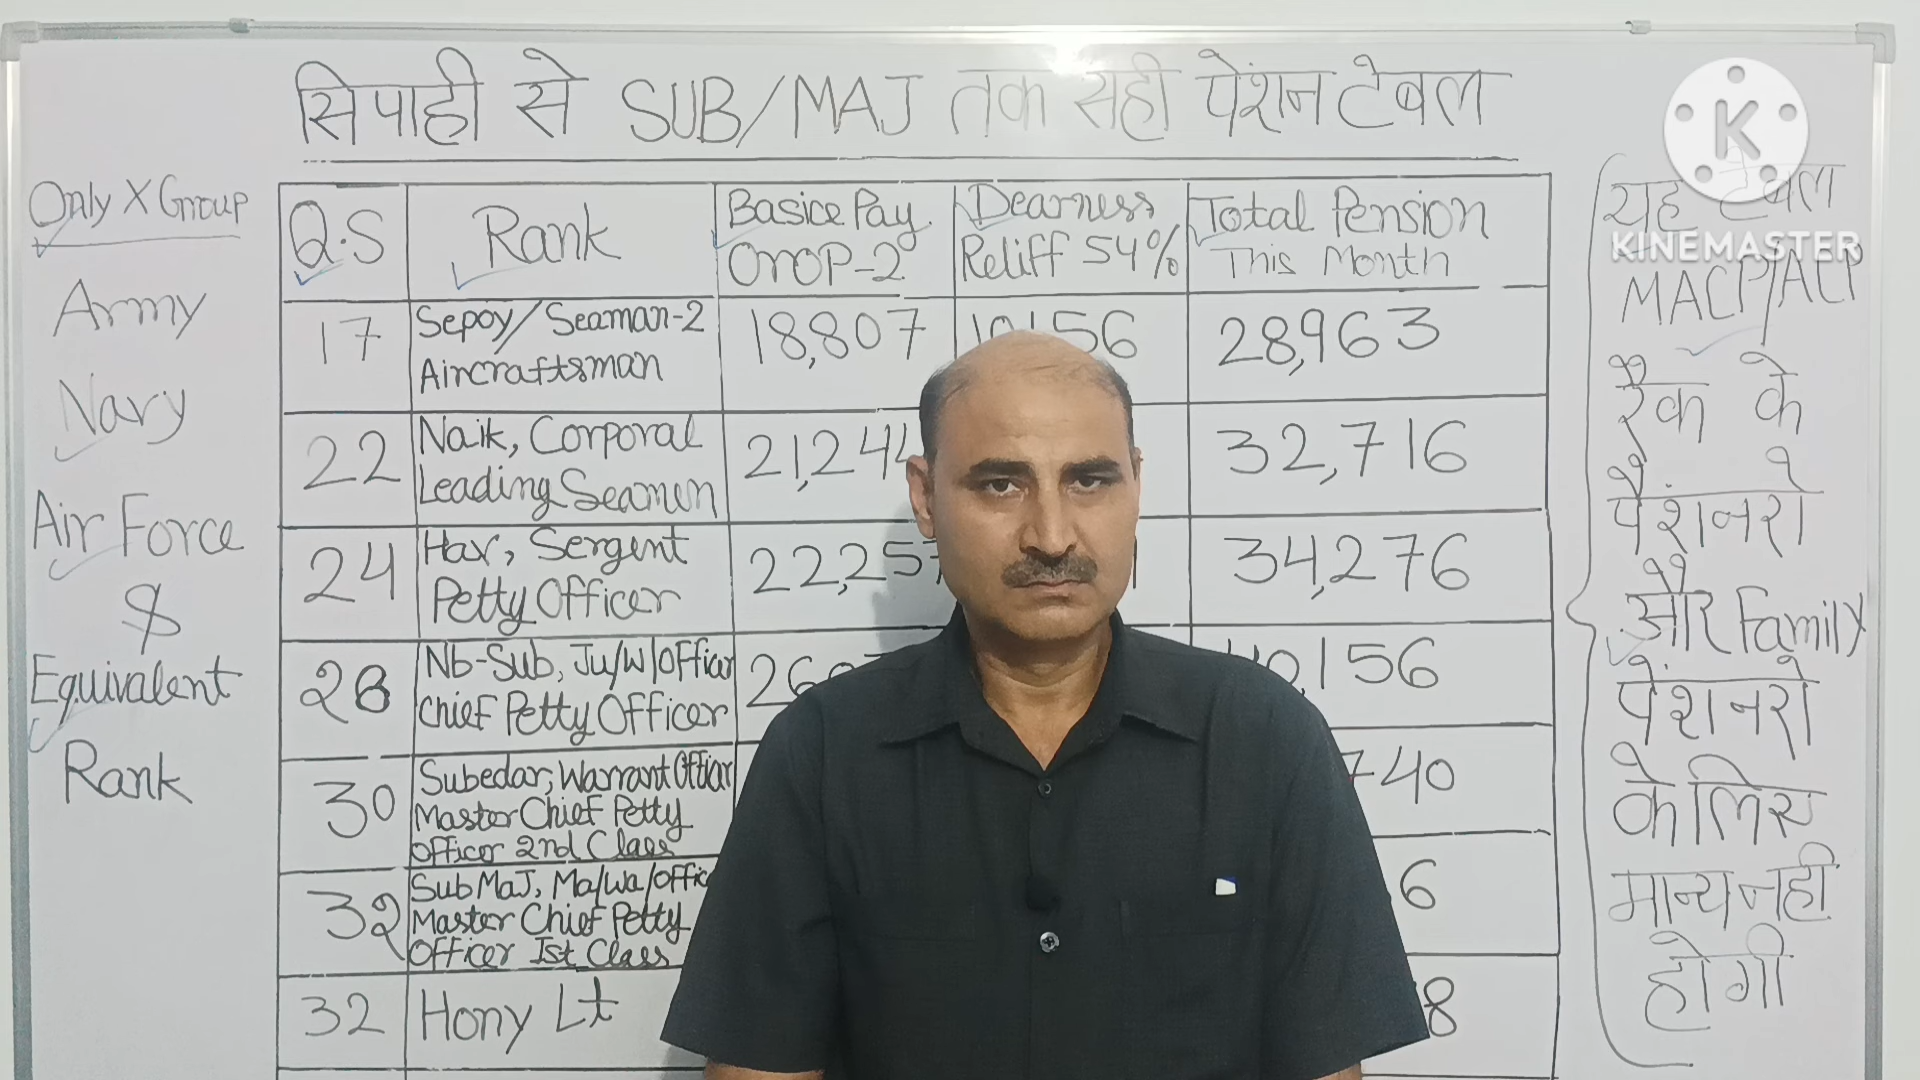 सिपाही से SUB/MAJ तक सही पेंशन टेबल
Only X Group
Army
Navy
Air Force
&
Equivalent
Rank
Q.S Rank Basice Pay OROP-2 Dearness Reliff 54% Total Pension This Month
17 Sepoy/Seaman-2 Aircraftsman 18,807 28,963
22 Naik, Corporal Leading Seamen 32,716
24 Hav, Sergent Petty Officer 34,276
28 Nb-Sub, Ju/W/Officer Chief Petty Officer
30 Subedar, Warrant Officer Master Chief Petty Officer 2nd Class
32 Sub Maj, Ma/Wa/Offic Master Chief Petty Officer Ist Class
32 Hony Lt
यह टेबल
MACP/ACP
रैंक के
पेंशनरों
और Family
पेंशनरों
के लिए
मान्य नही
होगी
K
KINEMASTER